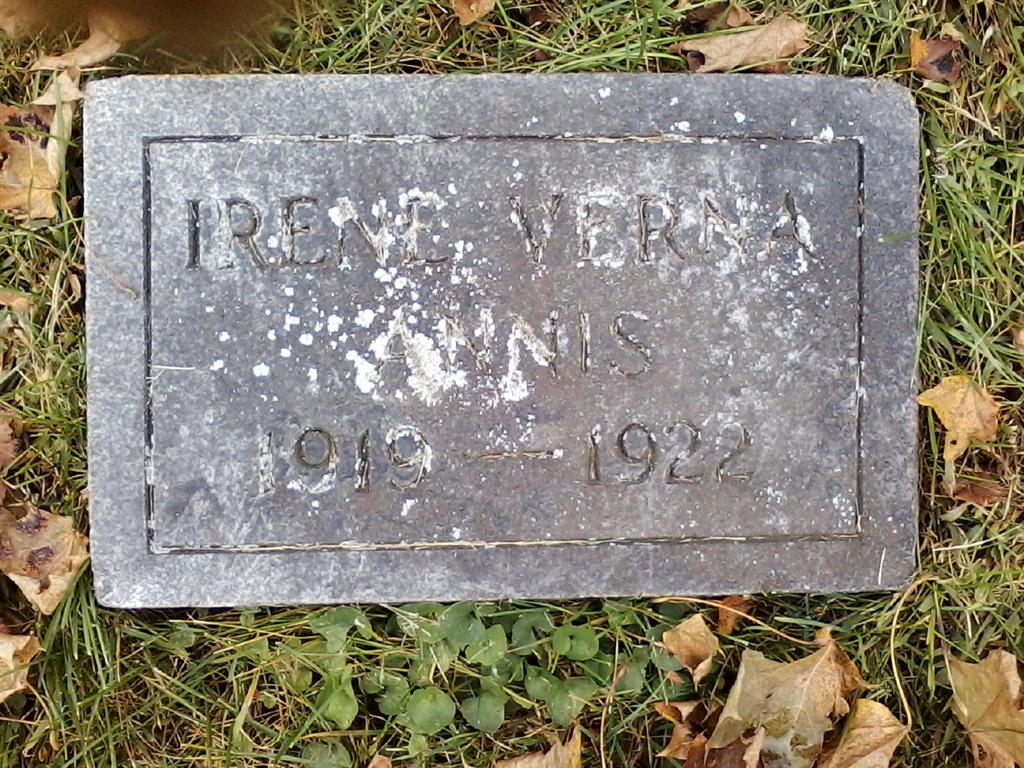 IRENE VERNA
ANNIS
1919 — 1922